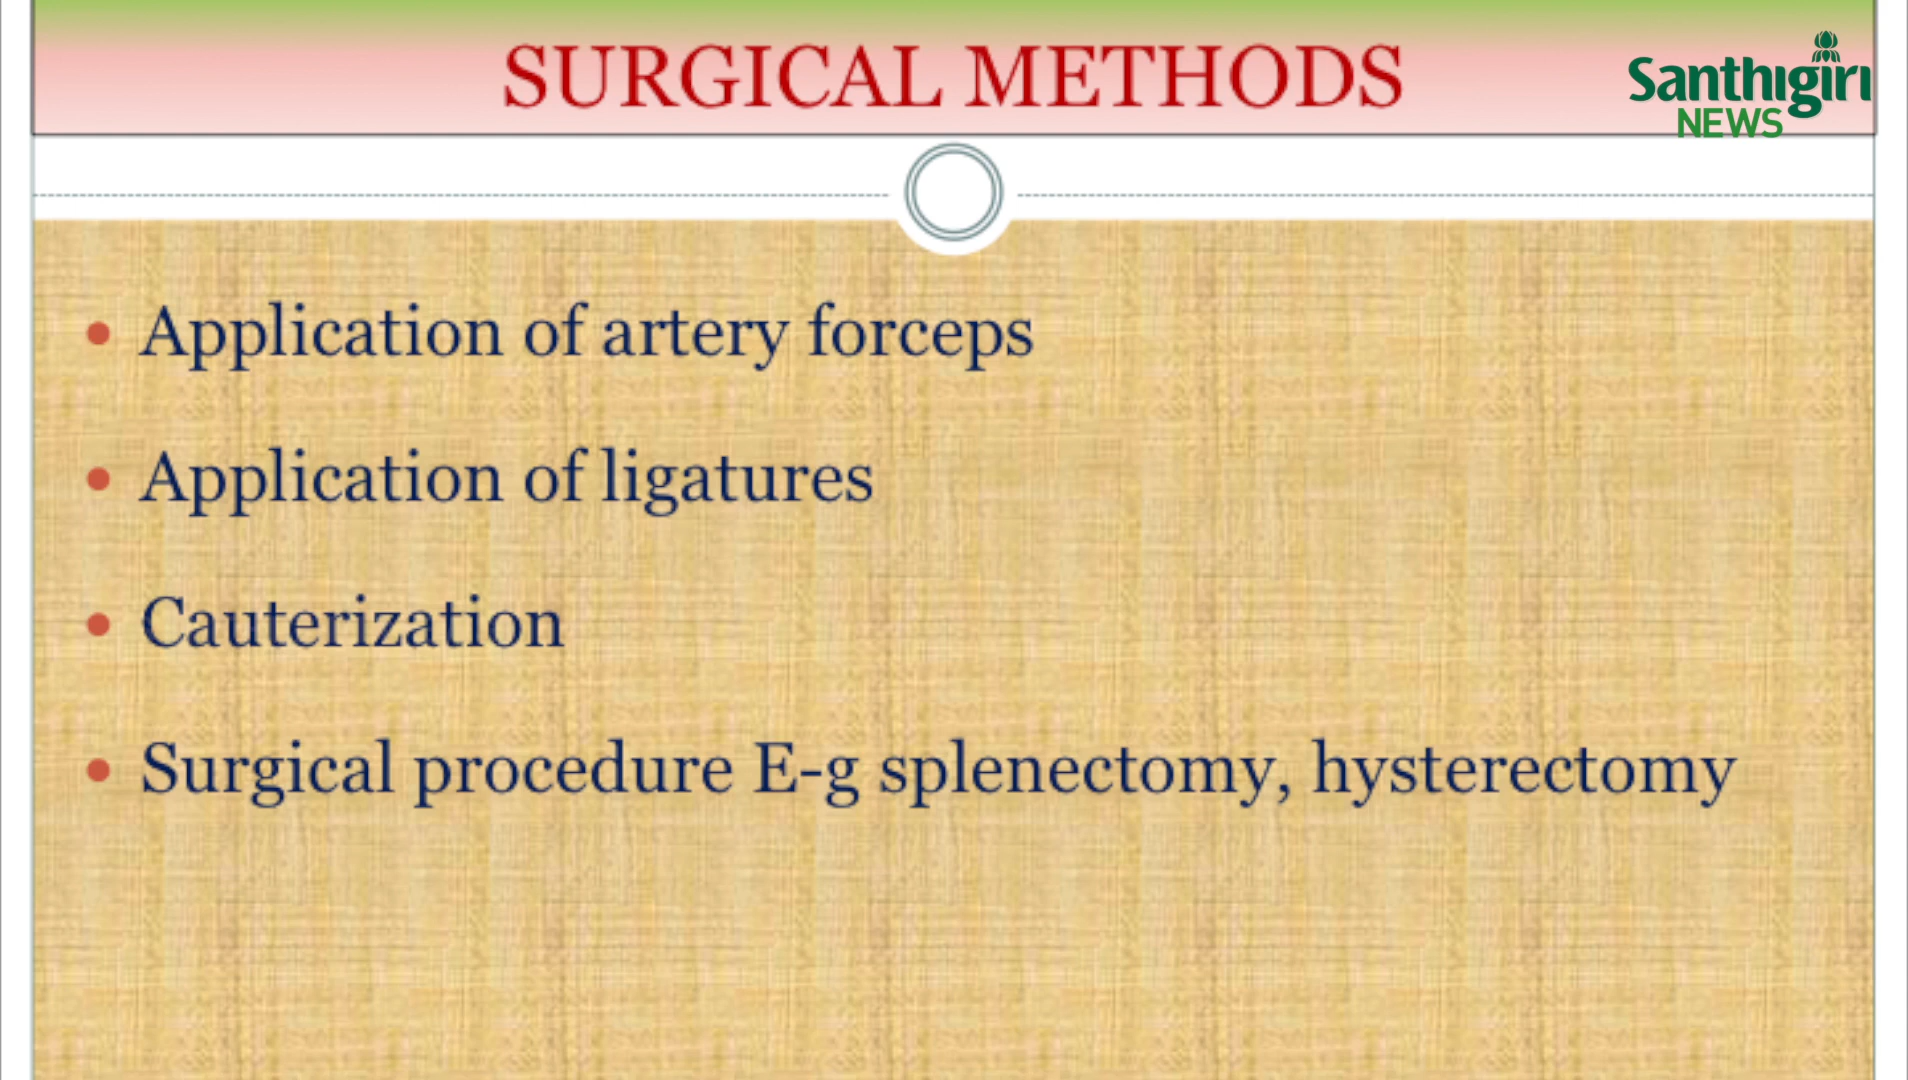 SURGICAL METHODS
Santhigiri
NEWS
• Application of artery forceps
• Application of ligatures
• Cauterization
• Surgical procedure E-g splenectomy, hysterectomy